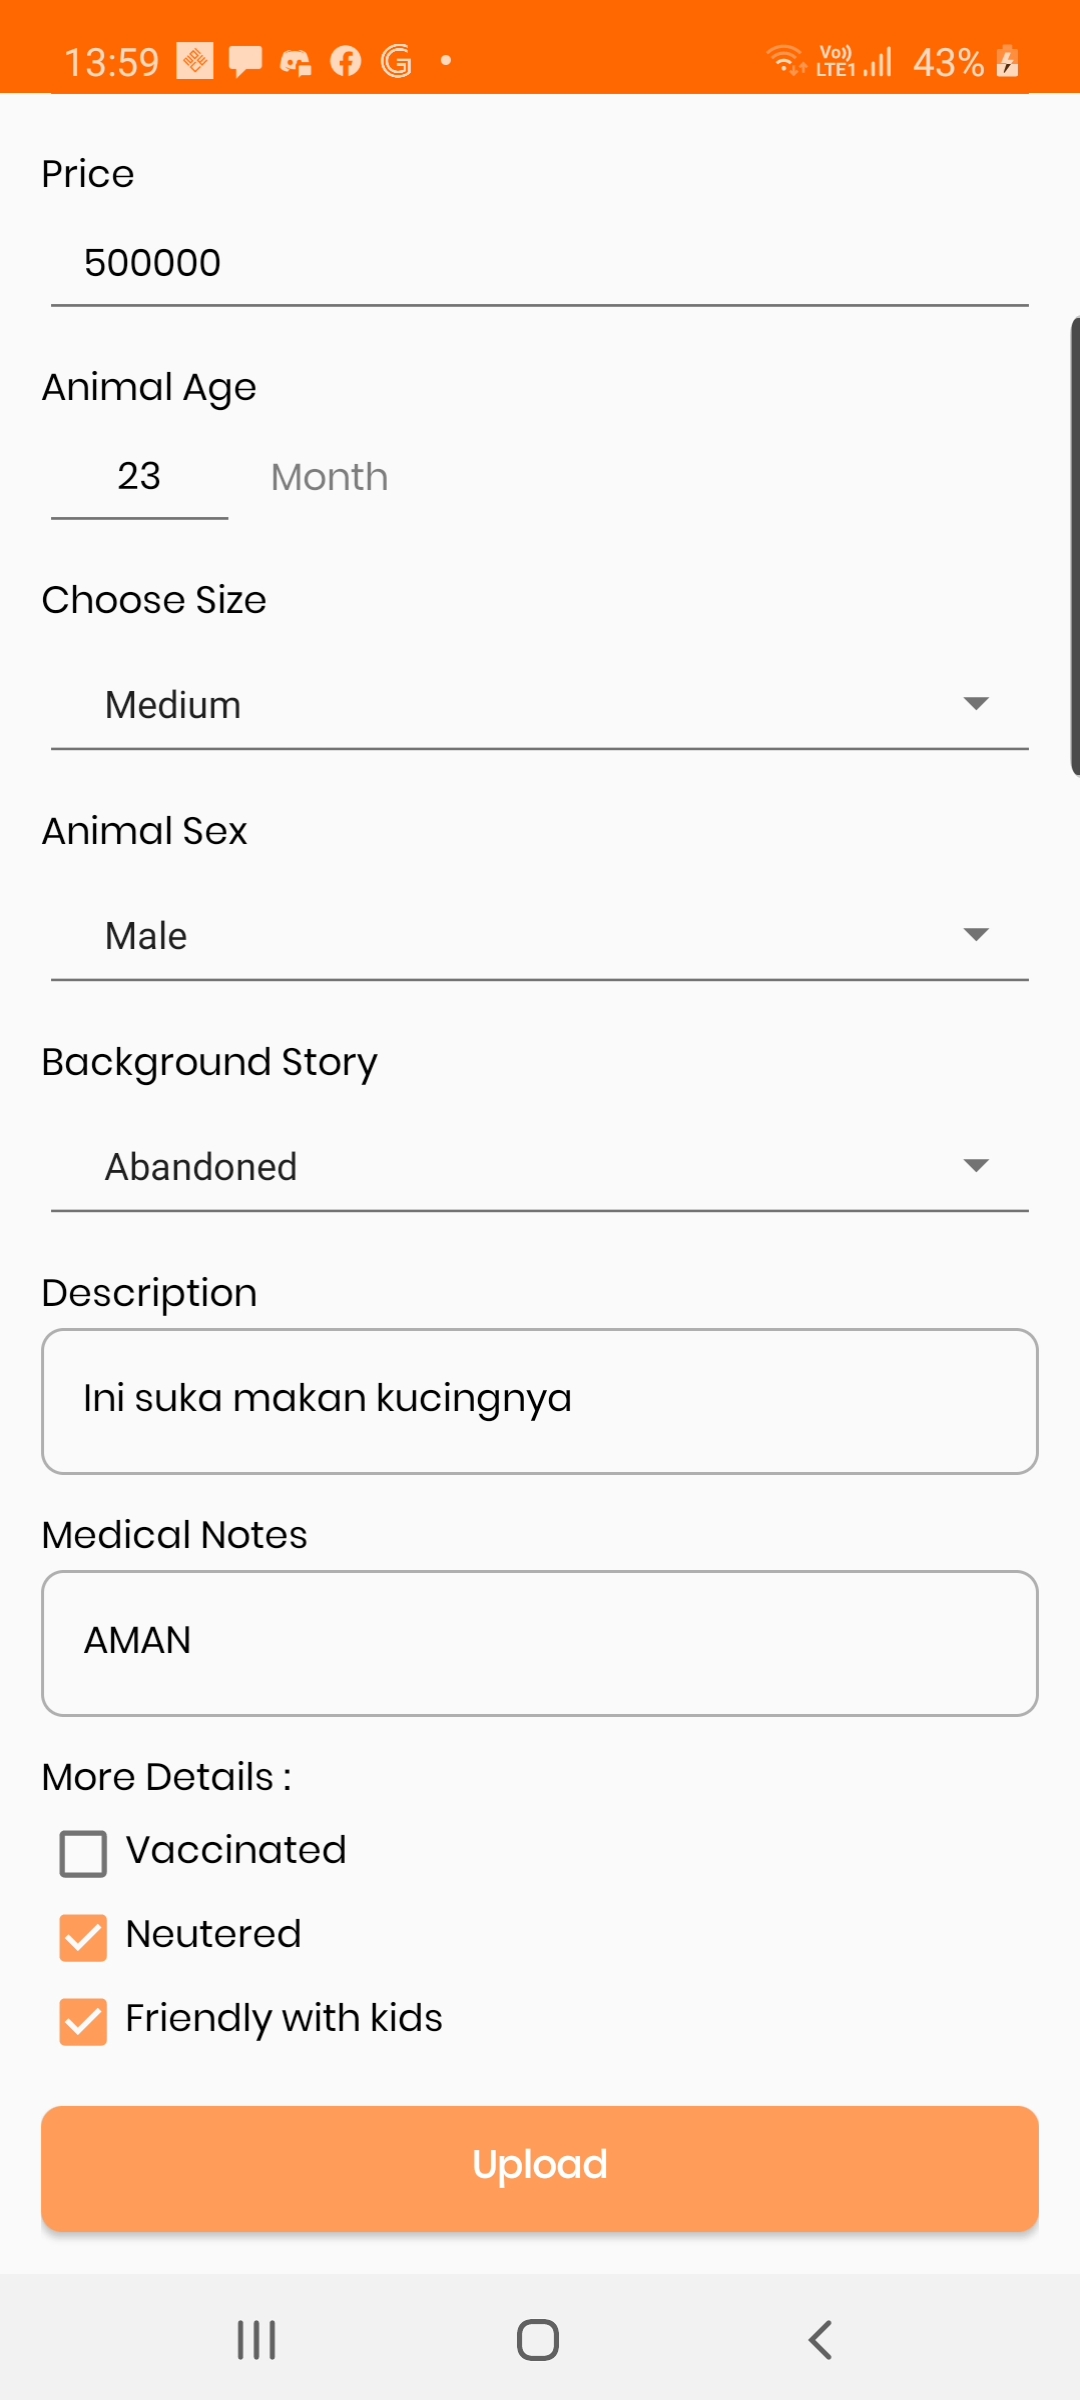 13:59 Vo)) LTE1 43%
Price
500000
Animal Age
23 Month
Choose Size
Medium
Animal Sex
Male
Background Story
Abandoned
Description
Ini suka makan kucingnya
Medical Notes
AMAN
More Details :
Vaccinated
Neutered
Friendly with kids
Upload